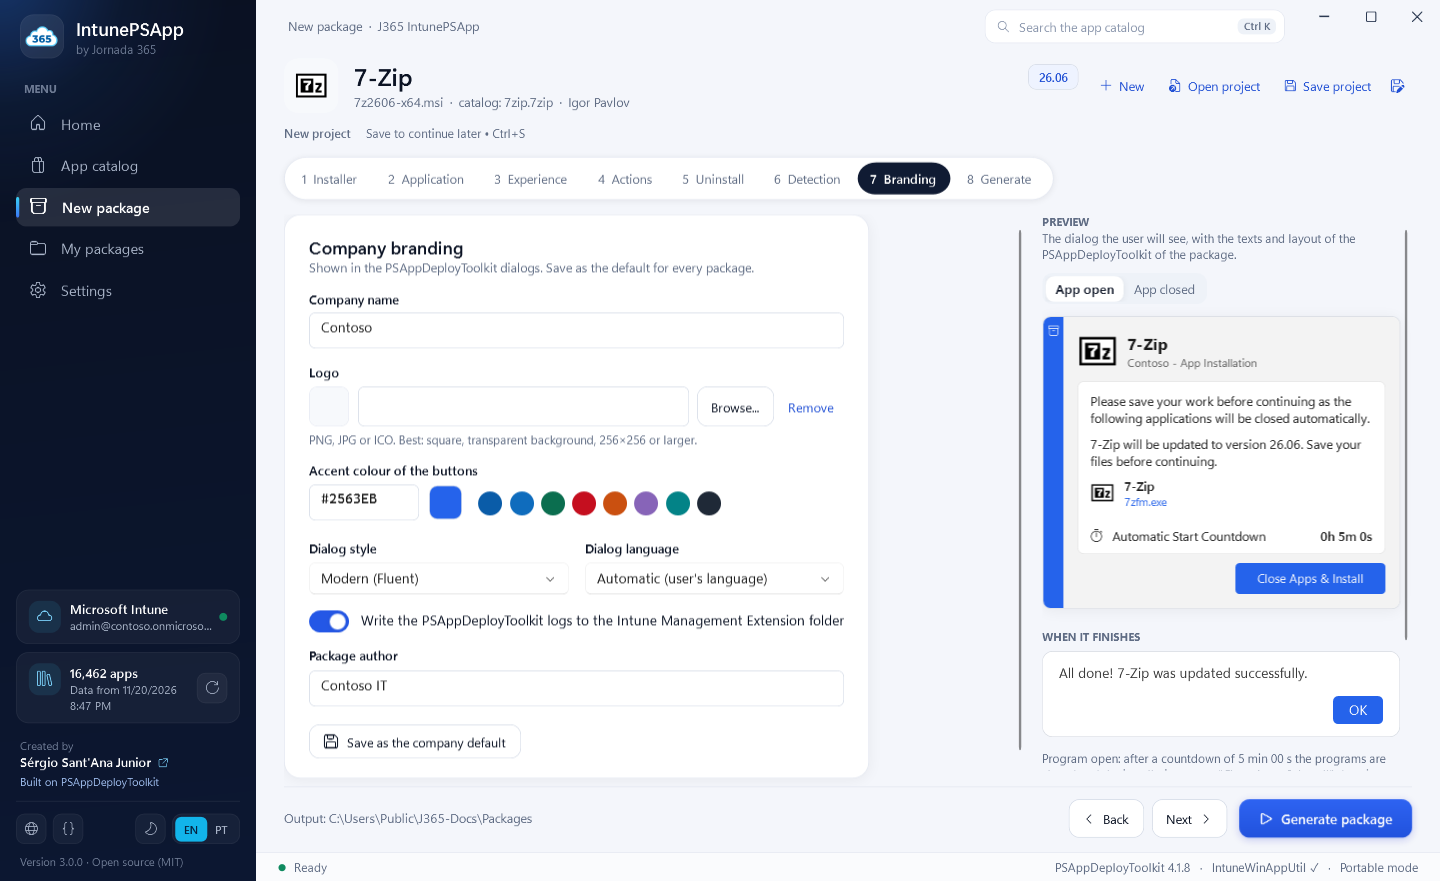 365
IntunePSApp
by Jornada 365
MENU
Home
App catalog
New package
My packages
Settings
Microsoft Intune
admin@contoso.onmicroso...
16,462 apps
Data from 11/20/2026
8:47 PM
Created by
Sérgio Sant'Ana Junior
Built on PSAppDeployToolkit
{}
EN PT
Version 3.0.0 · Open source (MIT)
New package · J365 IntunePSApp
Search the app catalog
Ctrl K
7z
7-Zip
7z2606-x64.msi · catalog: 7zip.7zip · Igor Pavlov
26.06
New
Open project
Save project
New project Save to continue later • Ctrl+S
1 Installer
2 Application
3 Experience
4 Actions
5 Uninstall
6 Detection
7 Branding
8 Generate
Company branding
Shown in the PSAppDeployToolkit dialogs. Save as the default for every package.
Company name
Contoso
Logo
Browse...
Remove
PNG, JPG or ICO. Best: square, transparent background, 256×256 or larger.
Accent colour of the buttons
#2563EB
Dialog style
Modern (Fluent)
Dialog language
Automatic (user's language)
Write the PSAppDeployToolkit logs to the Intune Management Extension folder
Package author
Contoso IT
Save as the company default
PREVIEW
The dialog the user will see, with the texts and layout of the
PSAppDeployToolkit of the package.
App open
App closed
7z
7-Zip
Contoso - App Installation
Please save your work before continuing as the
following applications will be closed automatically.
7-Zip will be updated to version 26.06. Save your
files before continuing.
7z
7-Zip
7zfm.exe
Automatic Start Countdown
0h 5m 0s
Close Apps & Install
WHEN IT FINISHES
All done! 7-Zip was updated successfully.
OK
Program open: after a countdown of 5 min 00 s the programs are
Output: C:\Users\Public\J365-Docs\Packages
Back
Next
Generate package
Ready
PSAppDeployToolkit 4.1.8 · IntuneWinAppUtil ✓ · Portable mode